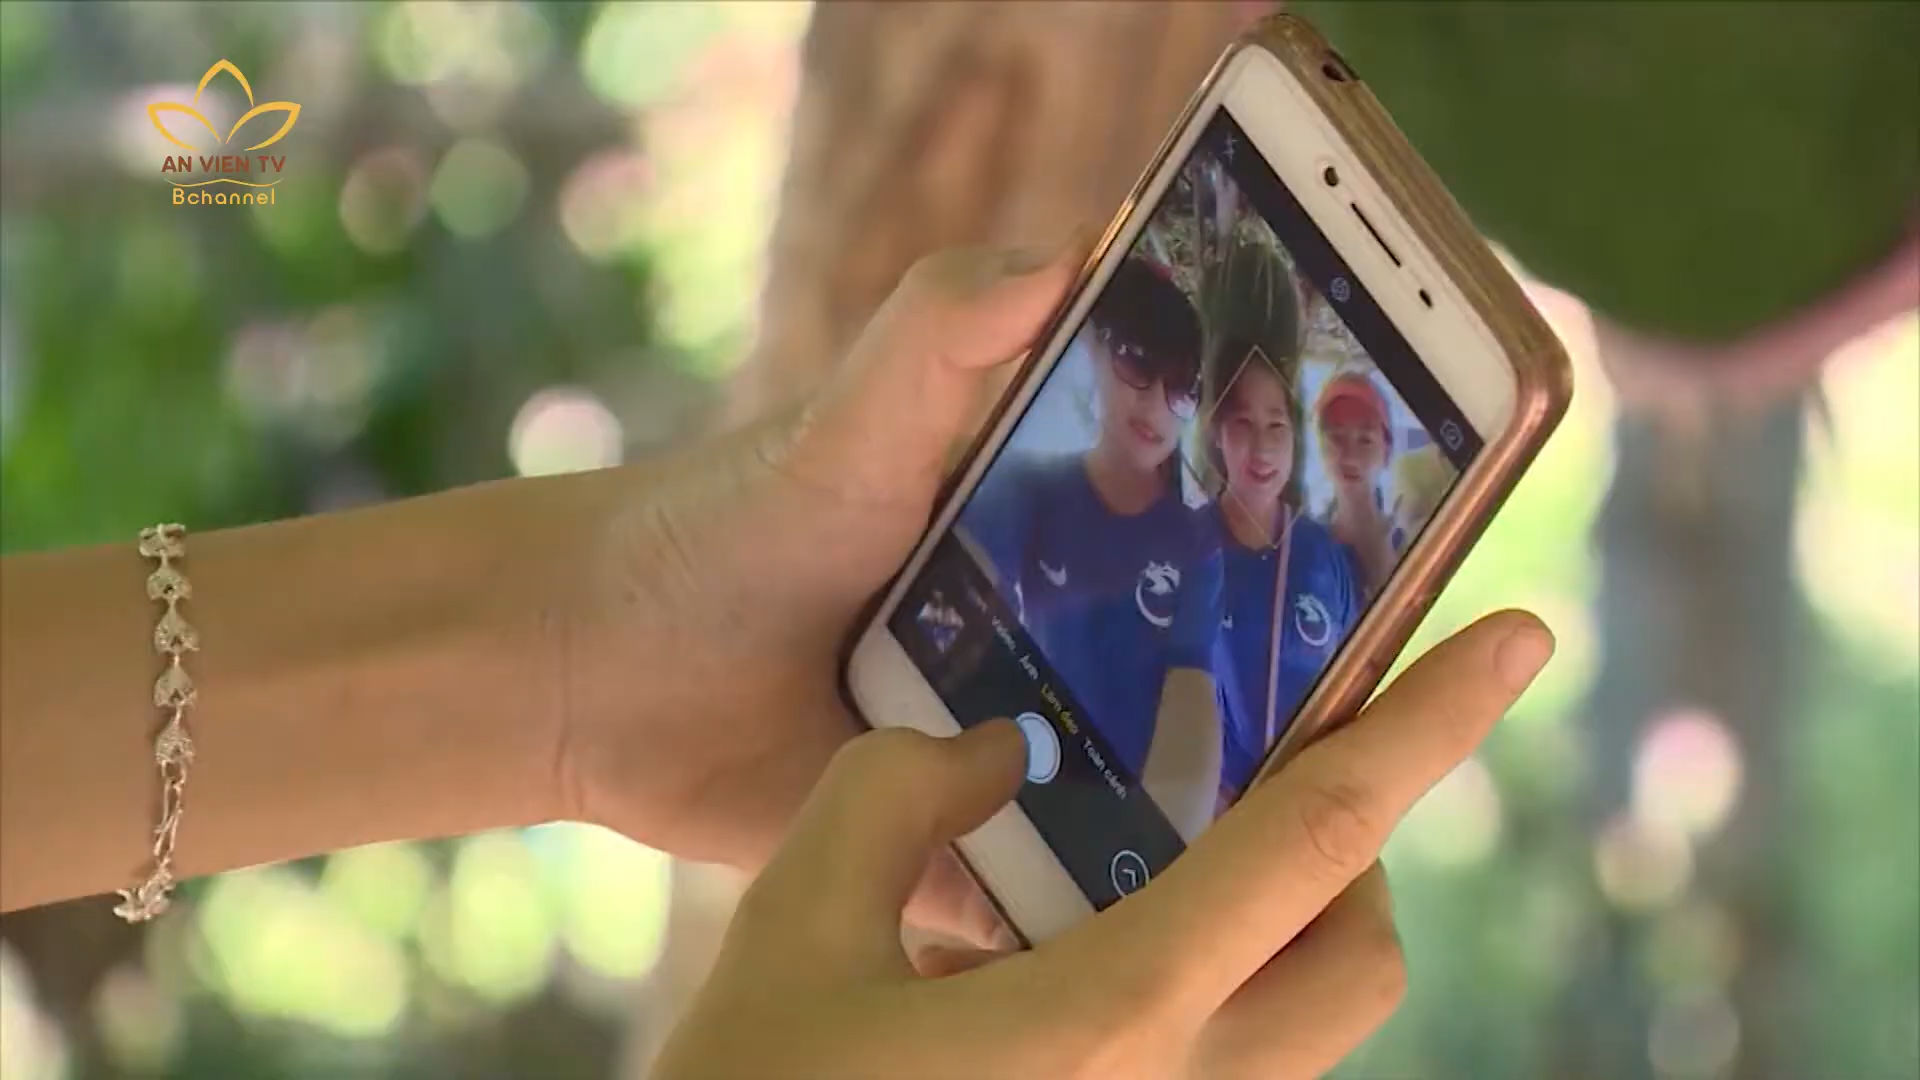 AN VIEN TV
Bchannel
Video
Ảnh
Làm đẹp
Toàn cảnh